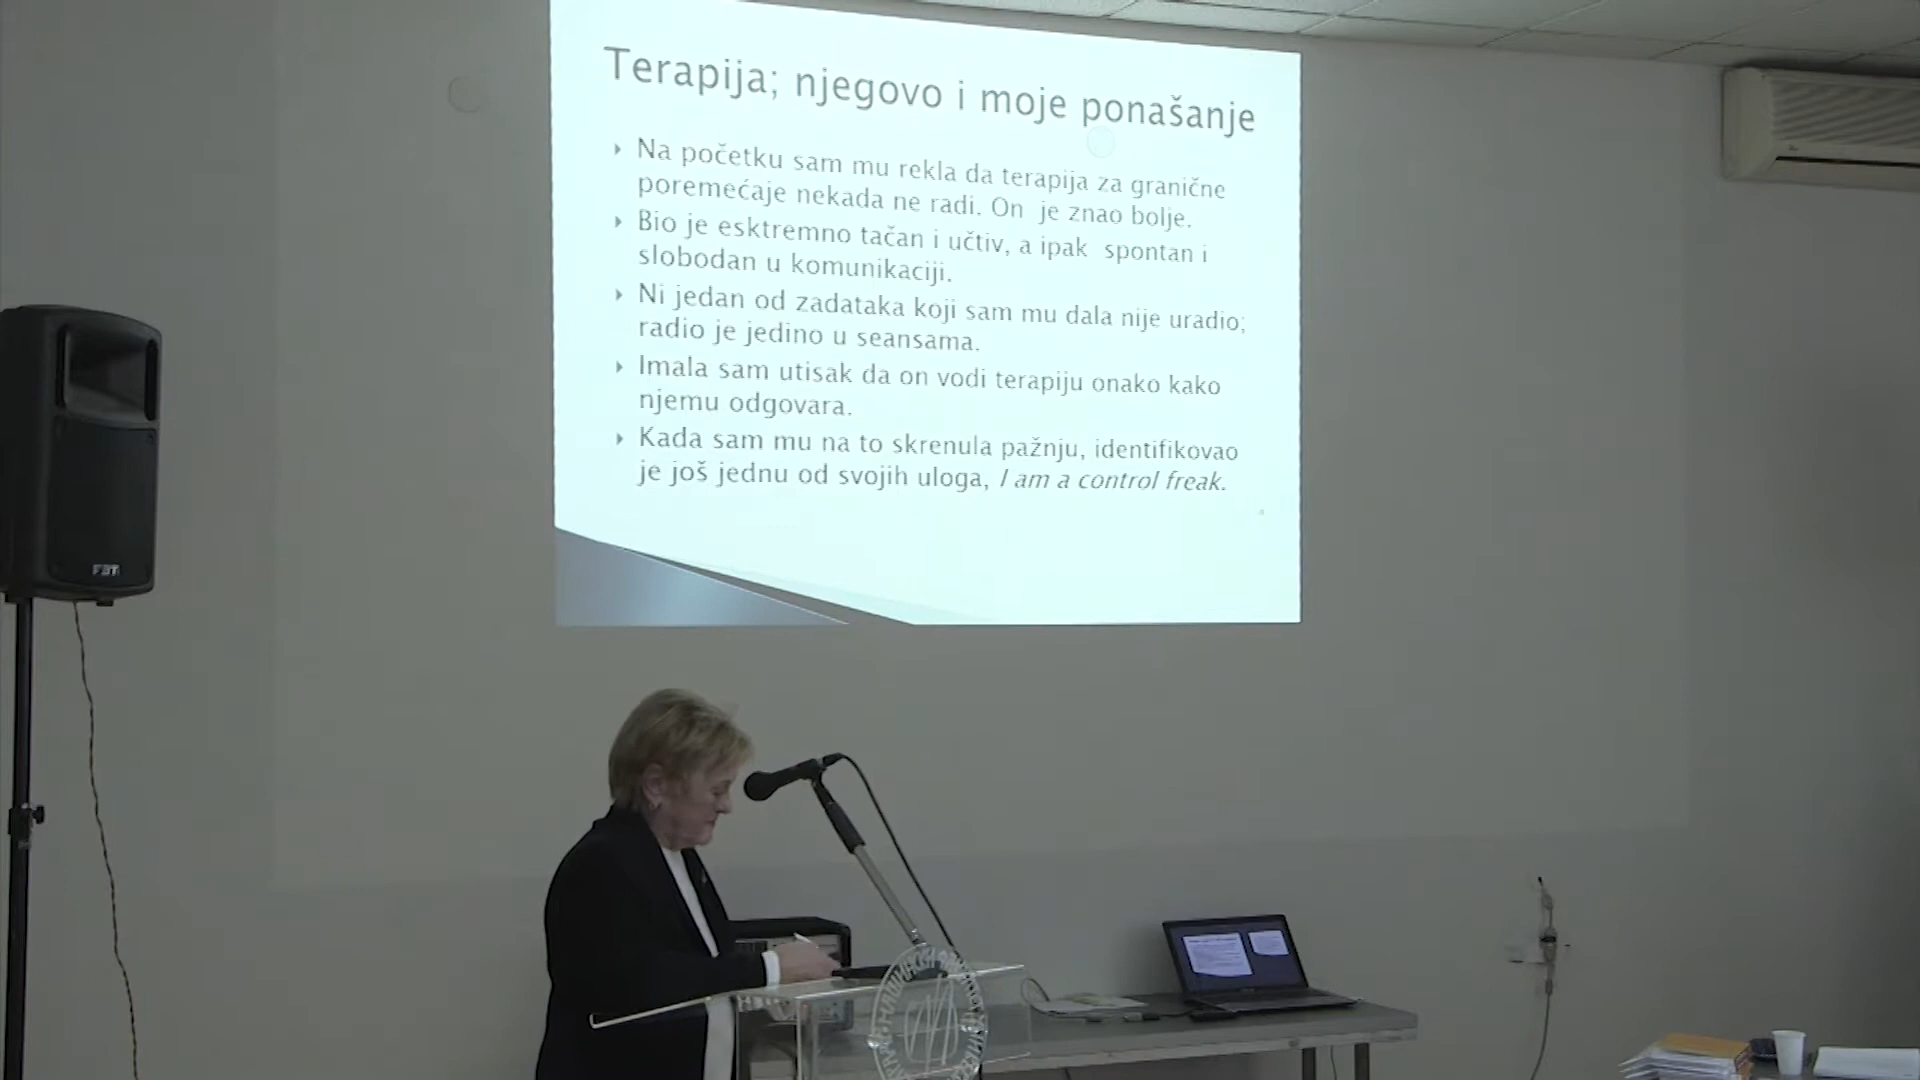 Terapija; njegovo i moje ponašanje
Na početku sam mu rekla da terapija za granične
poremećaje nekada ne radi. On je znao bolje.
Bio je esktremno tačan i učtiv, a ipak spontan i
slobodan u komunikaciji.
Ni jedan od zadataka koji sam mu dala nije uradio;
radio je jedino u seansama.
Imala sam utisak da on vodi terapiju onako kako
njemu odgovara.
Kada sam mu na to skrenula pažnju, identifikovao
je još jednu od svojih uloga, I am a control freak.
FBT